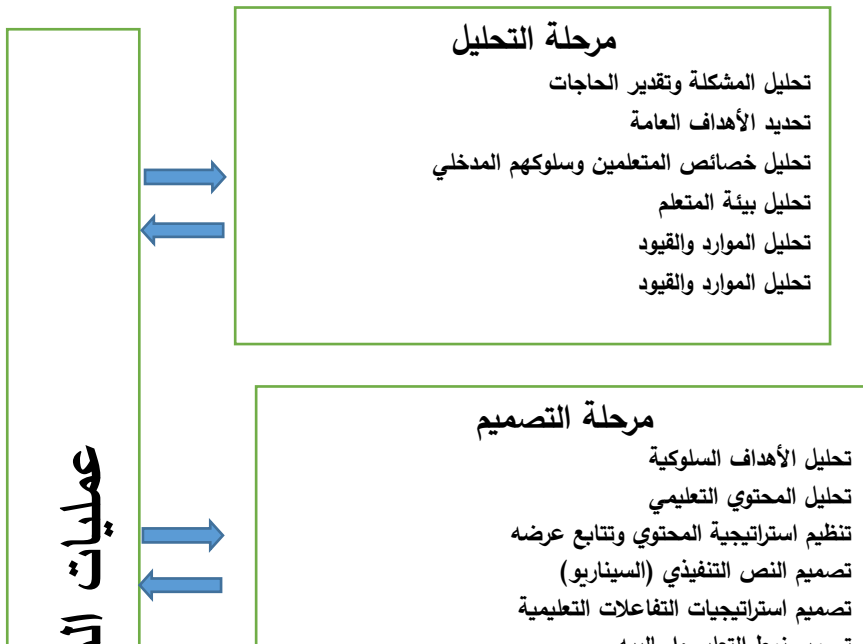 مرحلة التحليل
تحليل المشكلة وتقدير الحاجات
تحديد الأهداف العامة
تحليل خصائص المتعلمين وسلوكهم المدخلي
تحليل بيئة المتعلم
تحليل الموارد والقيود
تحليل الموارد والقيود
مرحلة التصميم
تحليل الأهداف السلوكية
تحليل المحتوي التعليمي
تنظيم استراتيجية المحتوي وتتابع عرضه
تصميم النص التنفيذي (السيناريو)
تصميم استراتيجيات التفاعلات التعليمية
عمليات